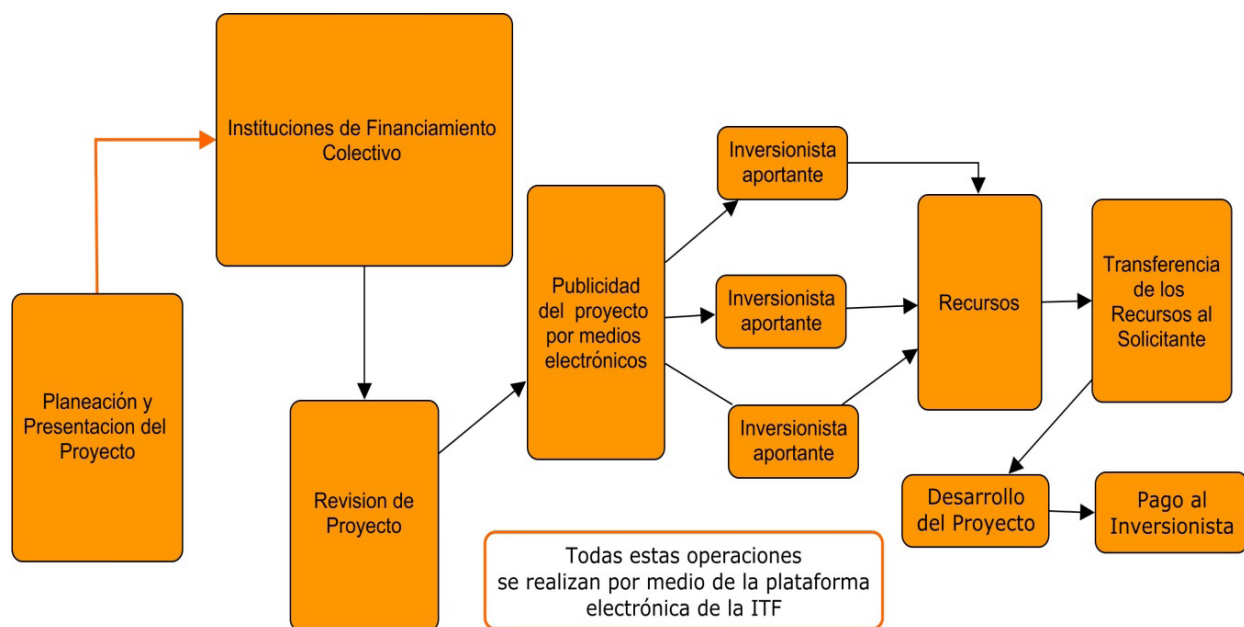 Planeación y
Presentacion del
Proyecto
Instituciones de Financiamiento
Colectivo
Revision de
Proyecto
Publicidad
del proyecto
por medios
electrónicos
Inversionista
aportante
Inversionista
aportante
Inversionista
aportante
Recursos
Transferencia
de los
Recursos al
Solicitante
Desarrollo
del Proyecto
Pago al
Inversionista
Todas estas operaciones
se realizan por medio de la plataforma
electrónica de la ITF